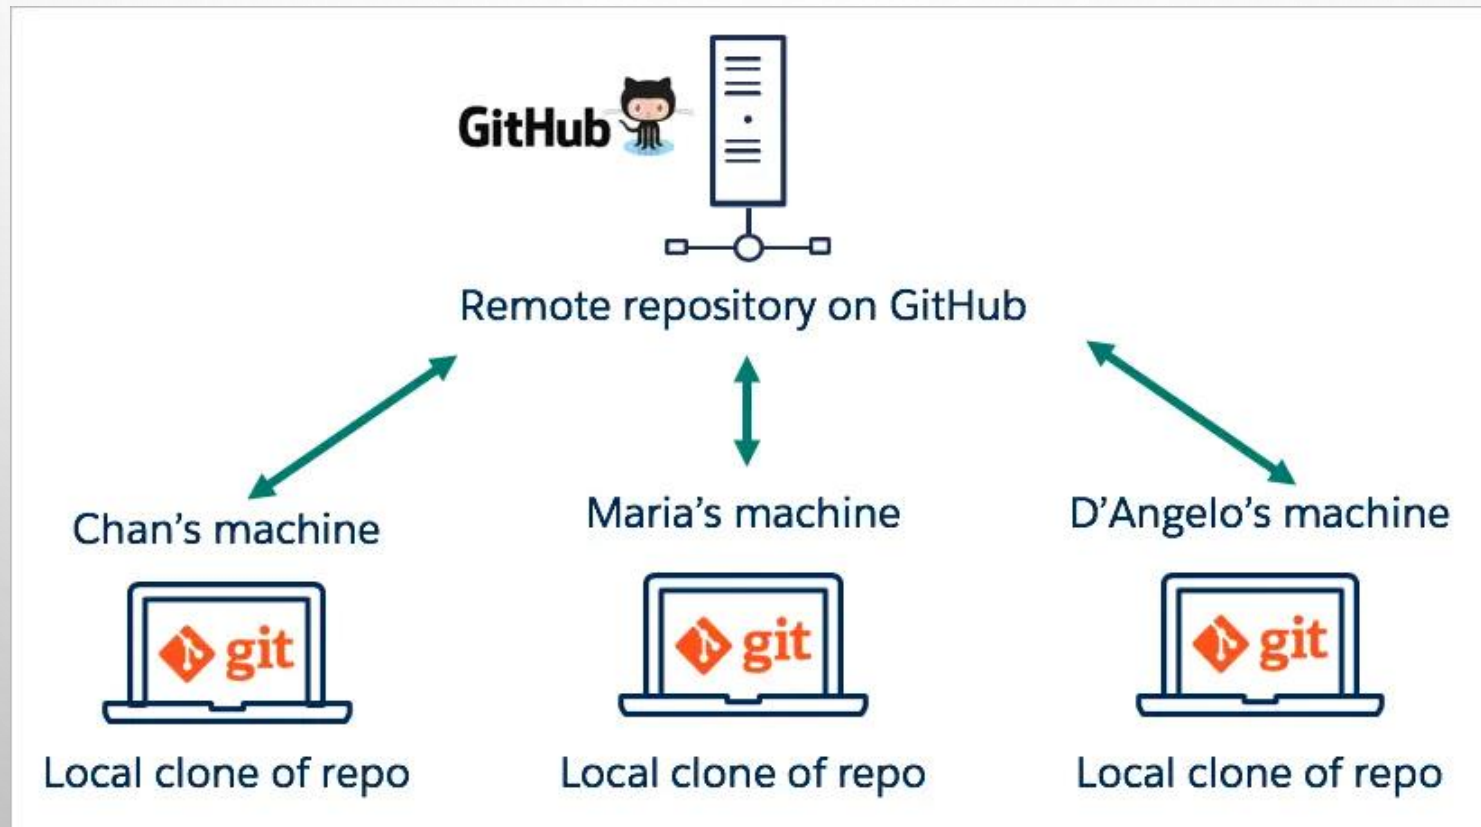 GitHub
Remote repository on GitHub
Chan's machine
Maria's machine
D'Angelo's machine
git
git
git
Local clone of repo
Local clone of repo
Local clone of repo